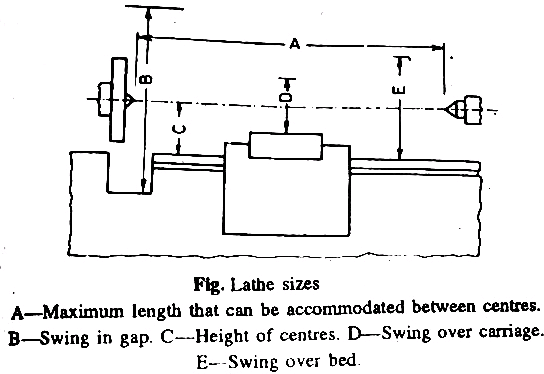 A
B
C
D
E
Fig. Lathe sizes
A—Maximum length that can be accommodated between centres.
B—Swing in gap. C—Height of centres. D—Swing over carriage.
E—Swing over bed.